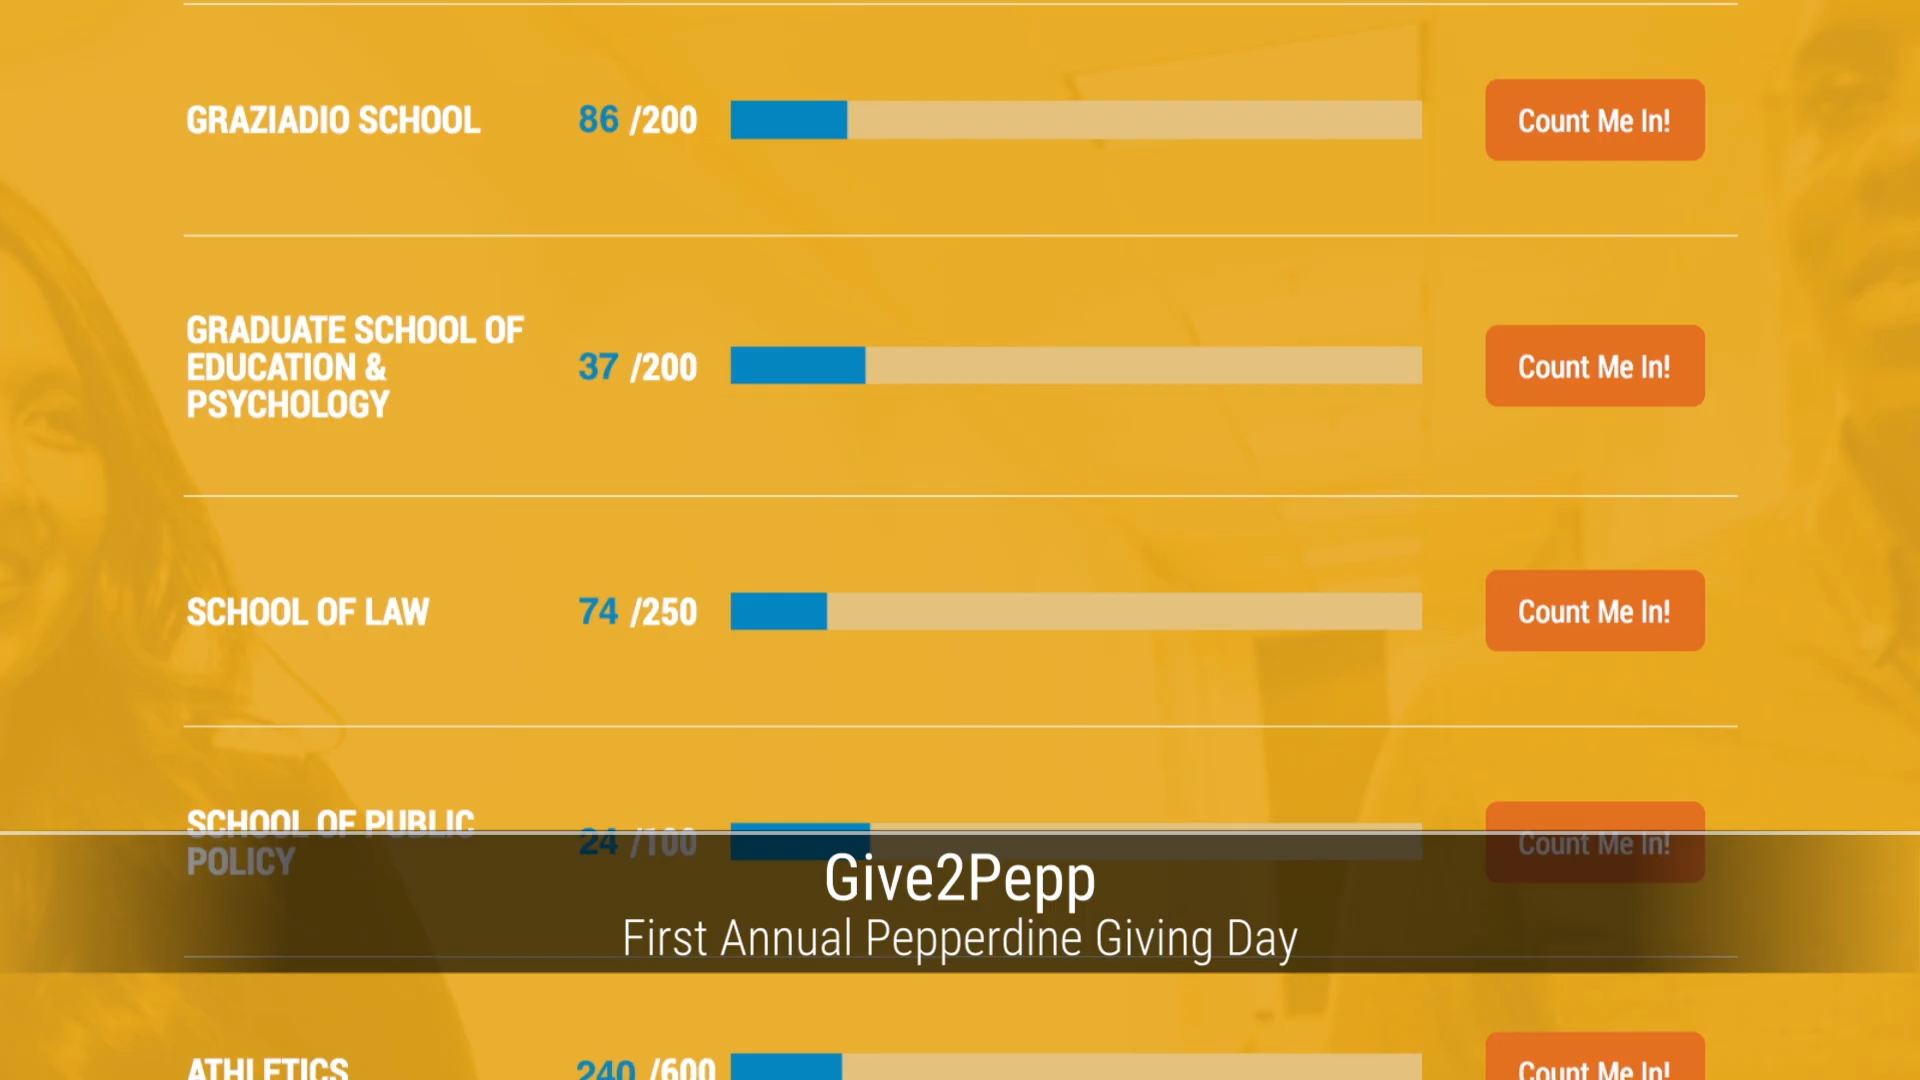 GRAZIADIO SCHOOL 86 /200 Count Me In!
GRADUATE SCHOOL OF
EDUCATION &
PSYCHOLOGY
37 /200 Count Me In!
SCHOOL OF LAW 74 /250 Count Me In!
SCHOOL OF PUBLIC
POLICY
24 /100 Count Me In!
Give2Pepp
First Annual Pepperdine Giving Day
ATHLETICS 240 /600 Count Me In!